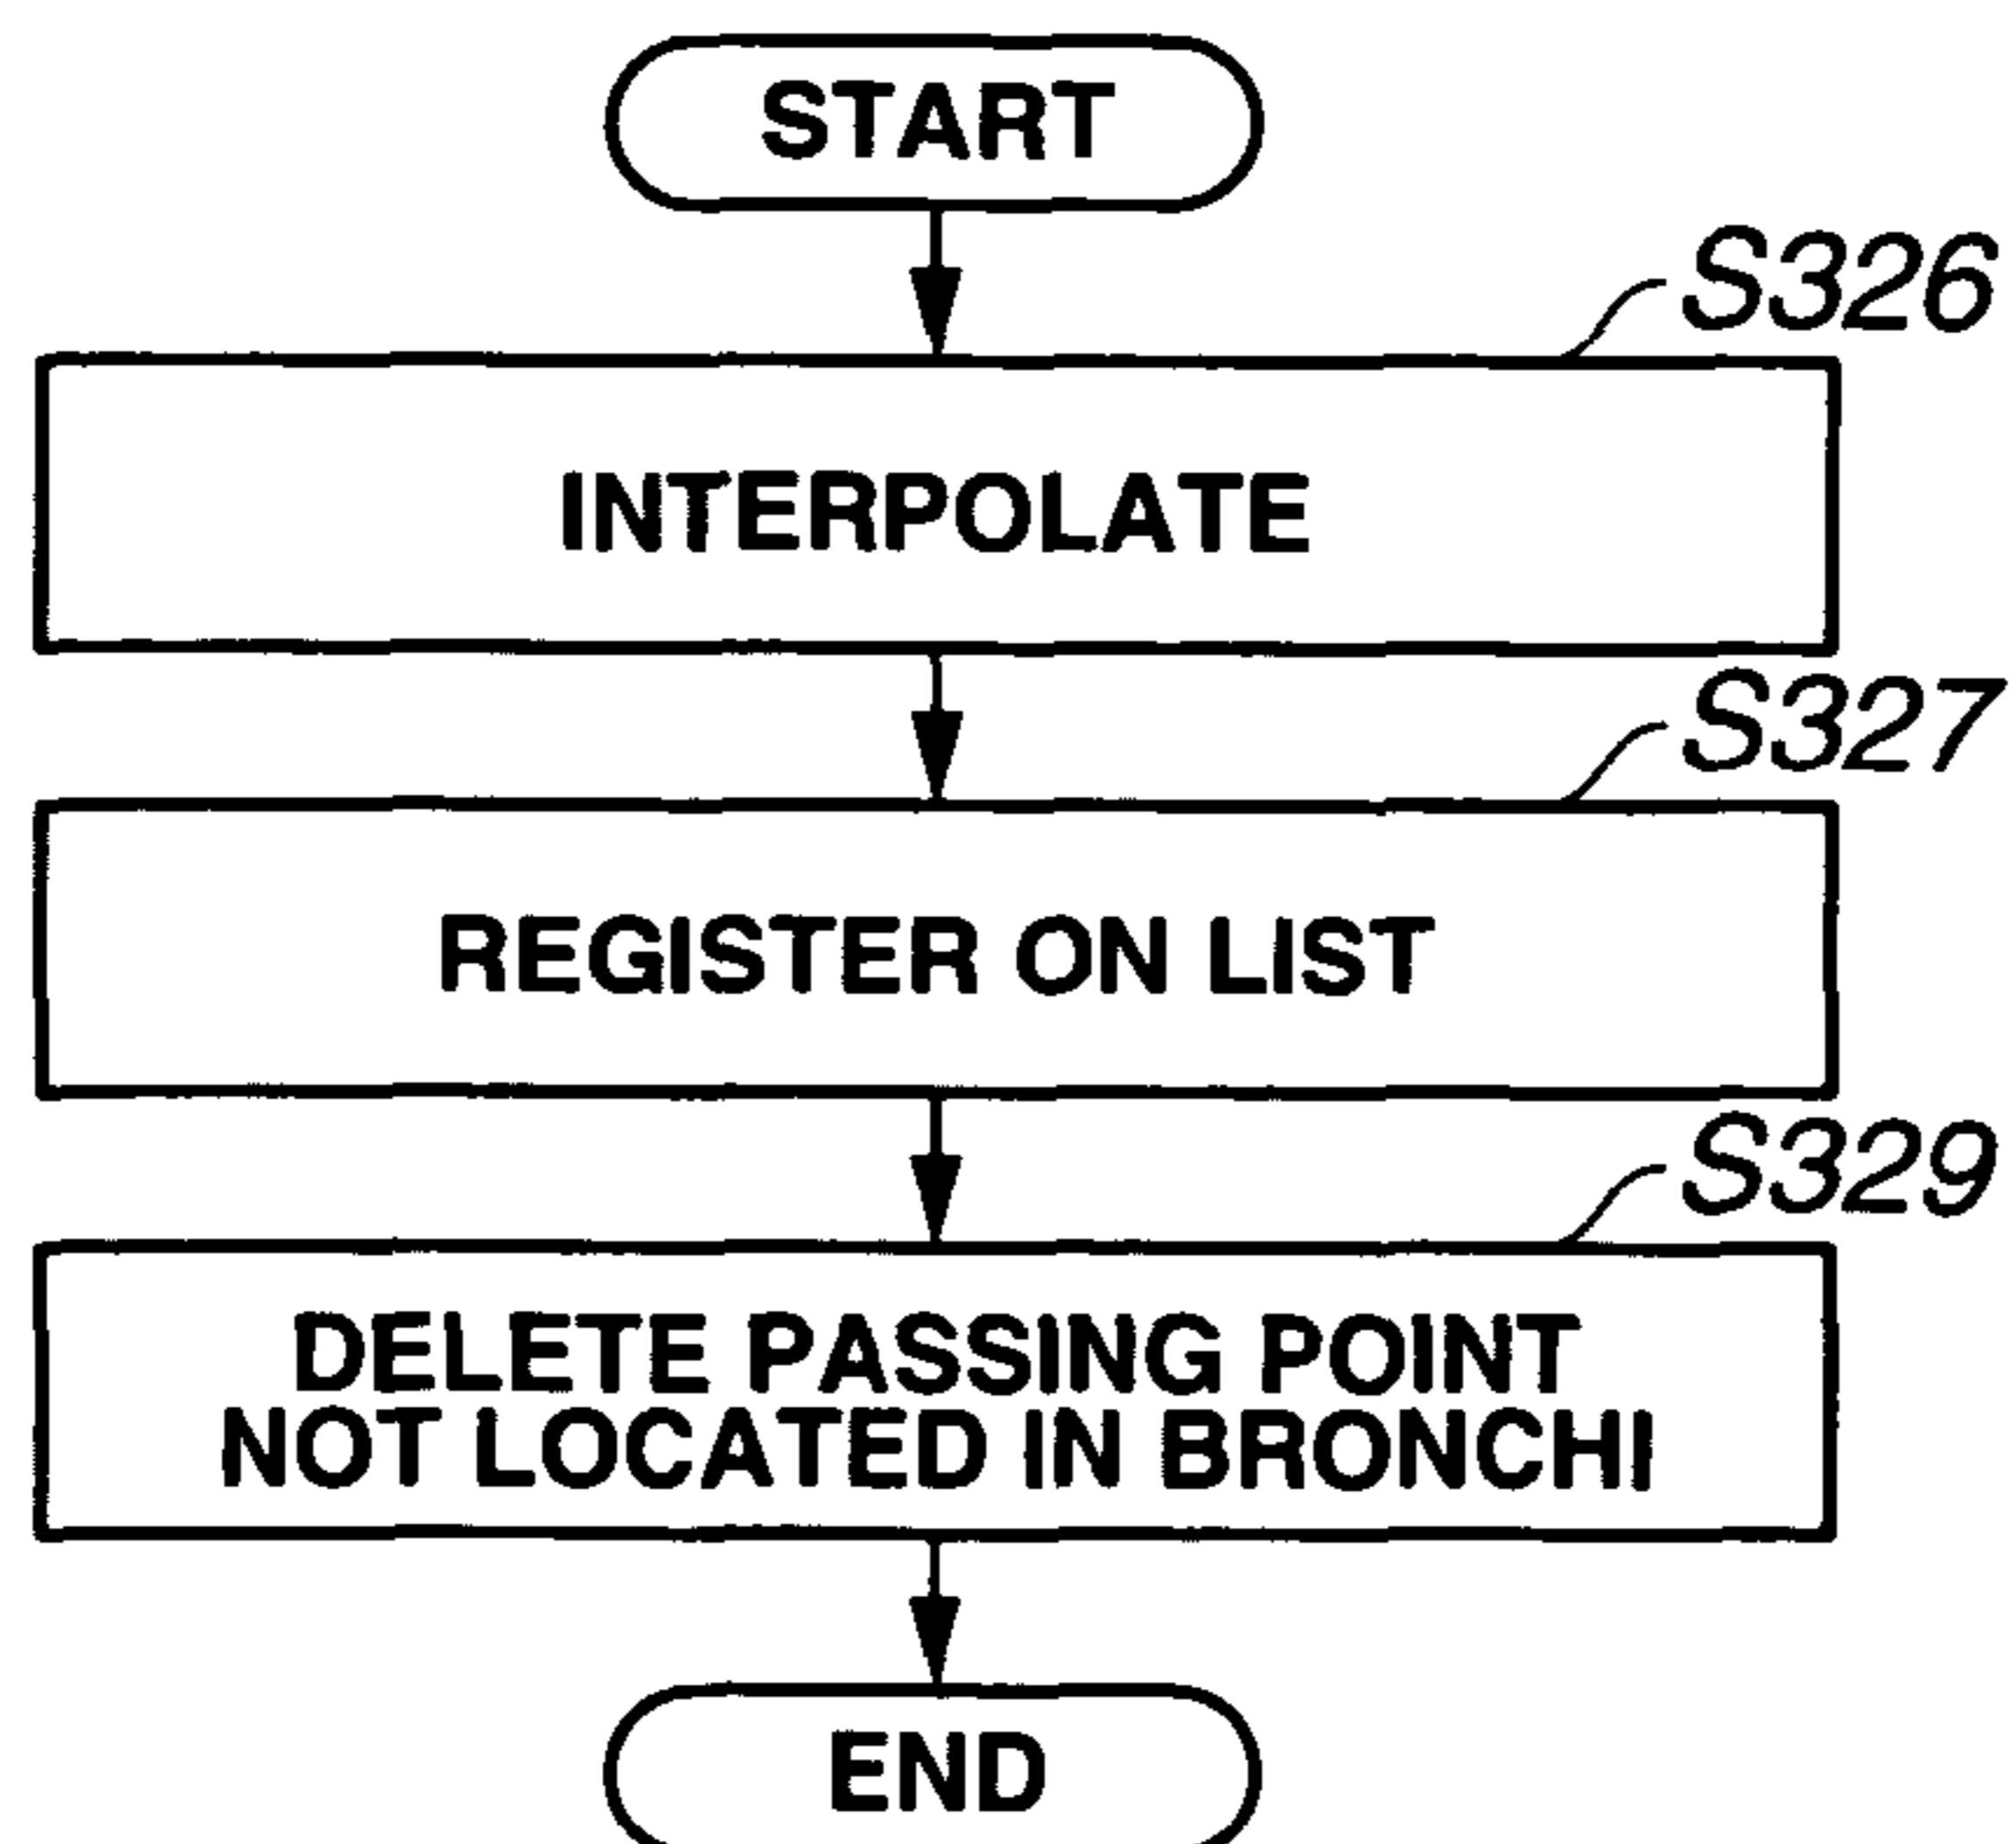 START
S326
INTERPOLATE
S327
REGISTER ON LIST
S329
DELETE PASSING POINT
NOT LOCATED IN BRONCHI
END